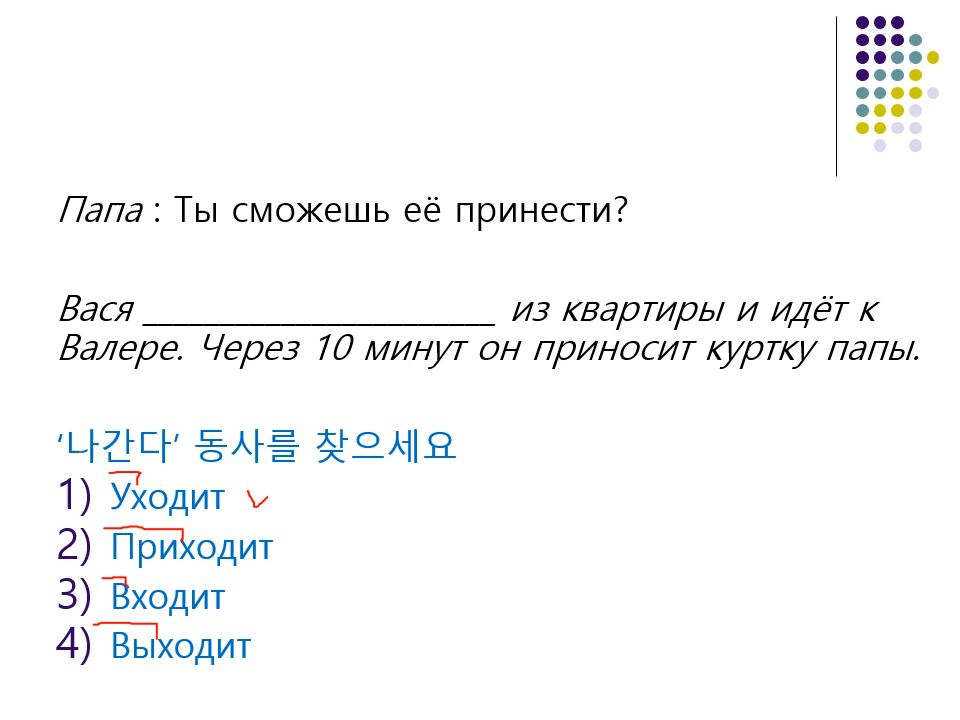 Папа : Ты сможешь её принести?
Вася ______________________ из квартиры и идёт к
Валере. Через 10 минут он приносит куртку папы.
‘나간다’ 동사를 찾으세요
1) Уходит
2) Приходит
3) Входит
4) Выходит